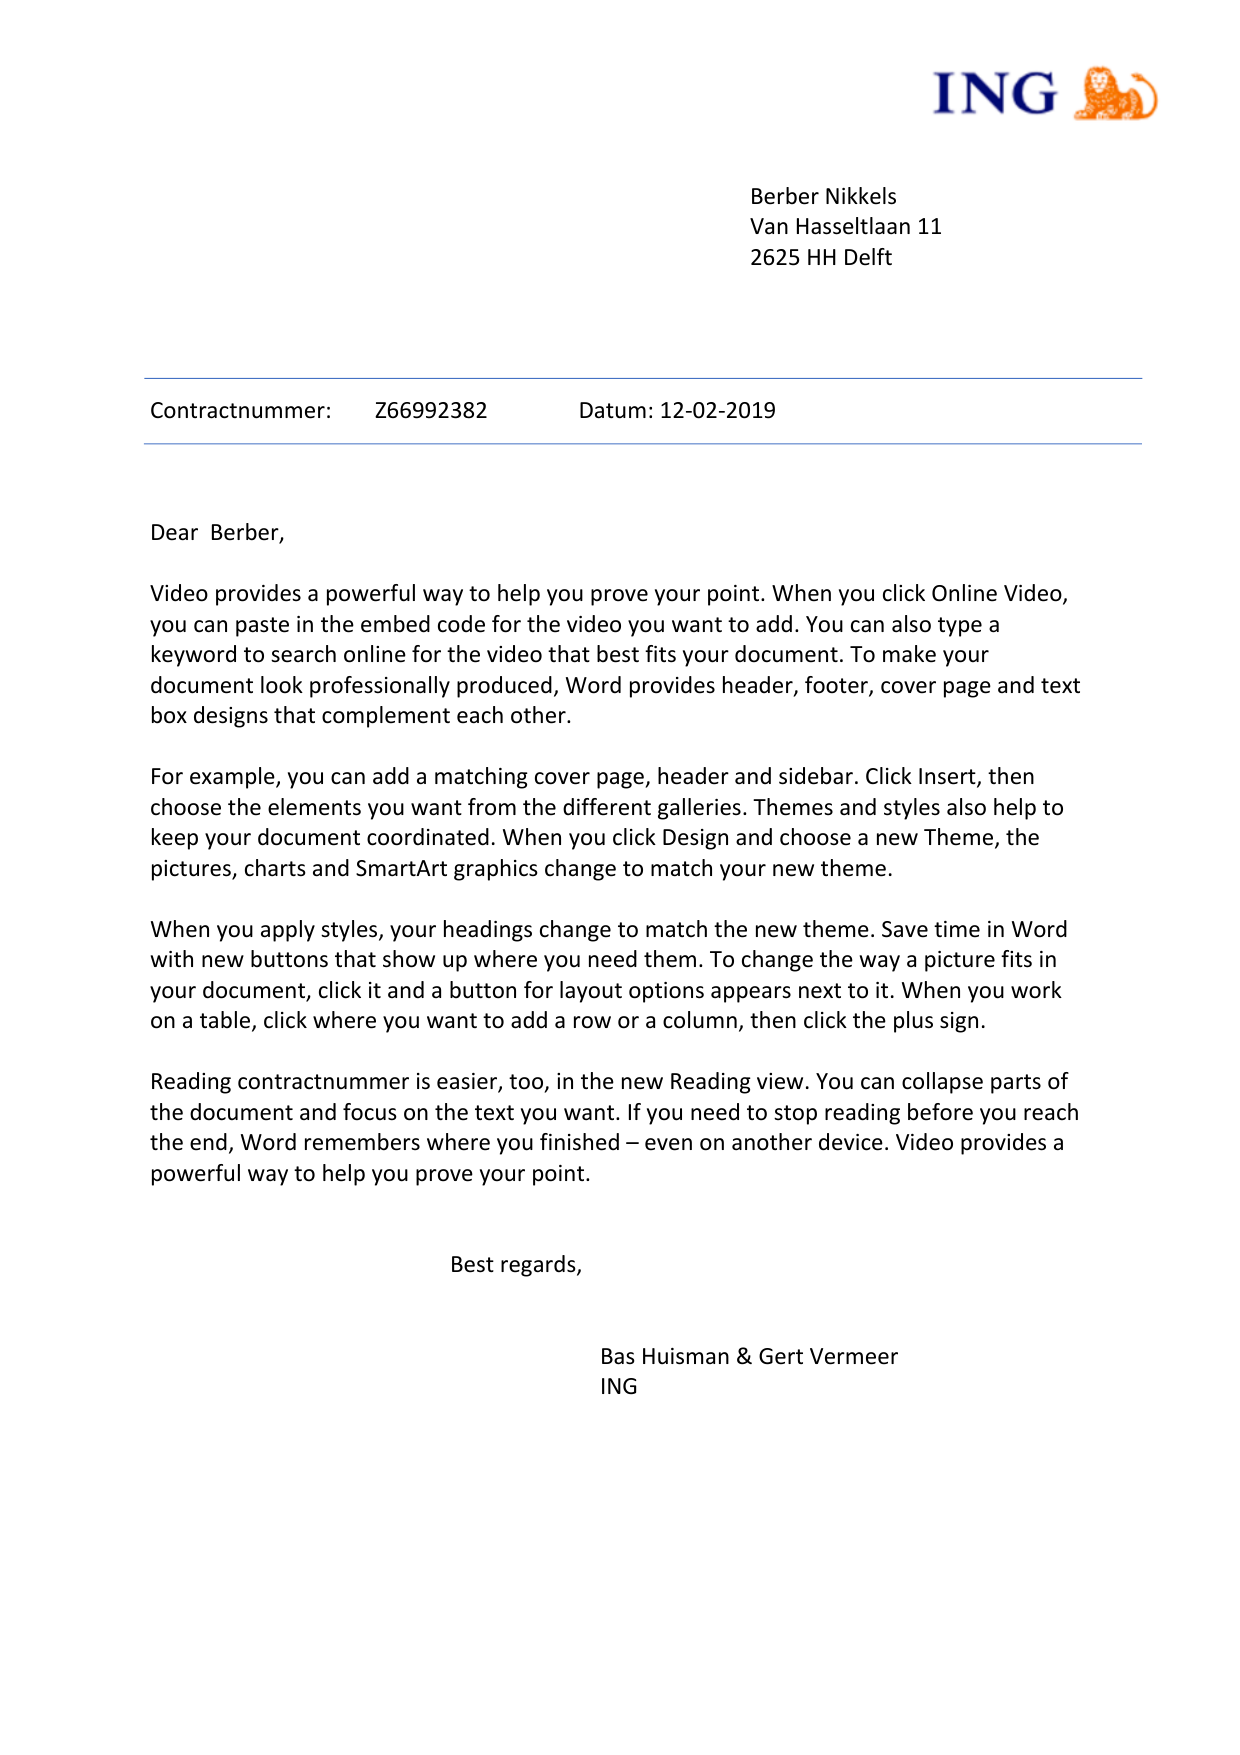 ING
Berber Nikkels
Van Hasseltlaan 11
2625 HH Delft
Contractnummer: Z66992382 Datum: 12-02-2019
Dear  Berber,
Video provides a powerful way to help you prove your point. When you click Online Video,
you can paste in the embed code for the video you want to add. You can also type a
keyword to search online for the video that best fits your document. To make your
document look professionally produced, Word provides header, footer, cover page and text
box designs that complement each other.
For example, you can add a matching cover page, header and sidebar. Click Insert, then
choose the elements you want from the different galleries. Themes and styles also help to
keep your document coordinated. When you click Design and choose a new Theme, the
pictures, charts and SmartArt graphics change to match your new theme.
When you apply styles, your headings change to match the new theme. Save time in Word
with new buttons that show up where you need them. To change the way a picture fits in
your document, click it and a button for layout options appears next to it. When you work
on a table, click where you want to add a row or a column, then click the plus sign.
Reading contractnummer is easier, too, in the new Reading view. You can collapse parts of
the document and focus on the text you want. If you need to stop reading before you reach
the end, Word remembers where you finished – even on another device. Video provides a
powerful way to help you prove your point.
Best regards,
Bas Huisman & Gert Vermeer
ING